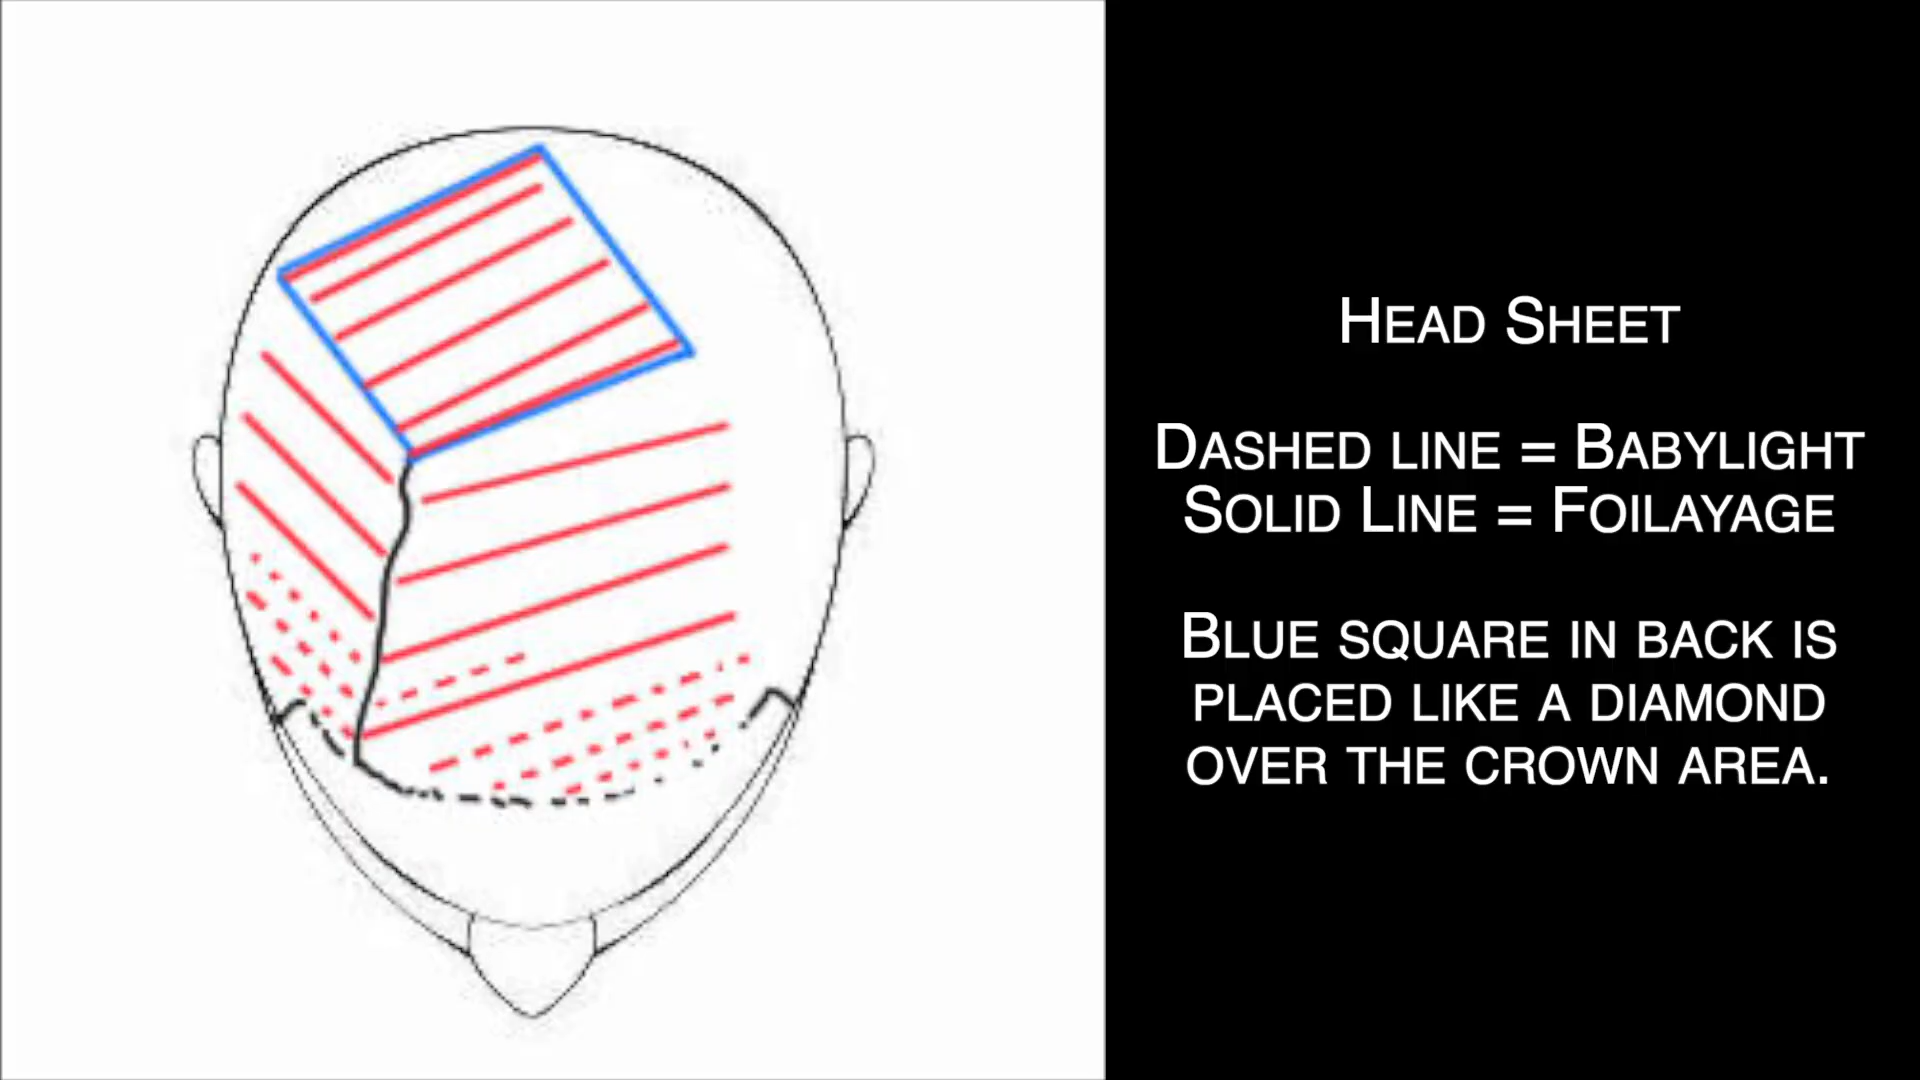 Head Sheet
Dashed line = Babylight
Solid Line = Foilayage
Blue square in back is
placed like a diamond
over the crown area.